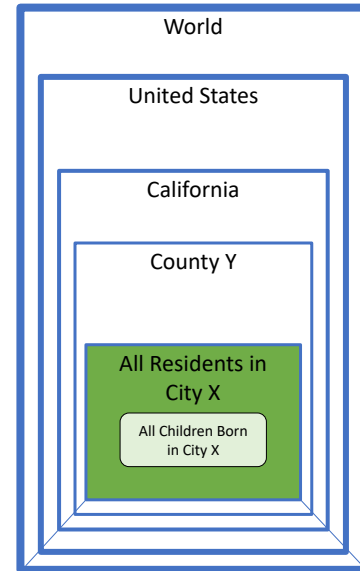 World
United States
California
County Y
All Residents in
City X
All Children Born
in City X